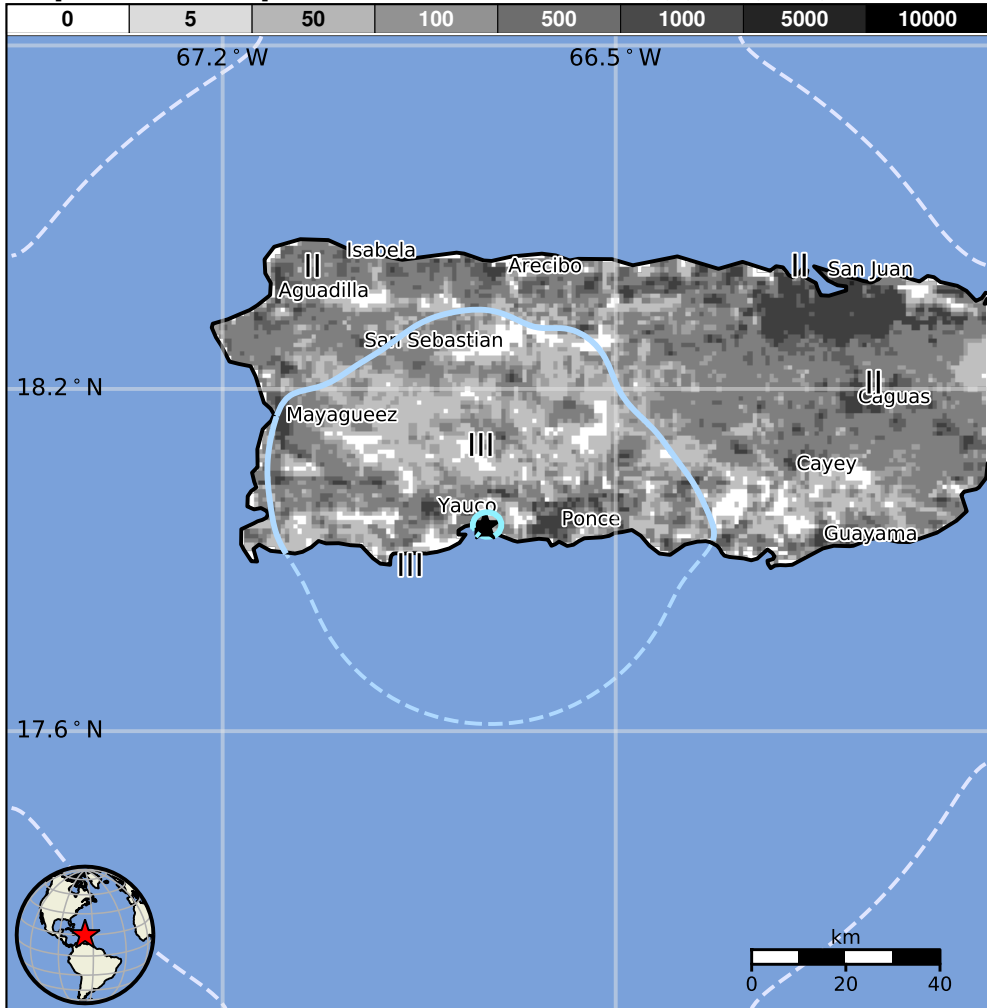 0 5 50 100 500 1000 5000 10000
67.2°W 66.5°W
Isabela
II II
Arecibo San Juan
Aguadilla
San Sebastian
18.2°N II
Caguas
Mayagueez
III
Cayey
Yauco
Ponce
Guayama
III
17.6°N
km
0 20 40